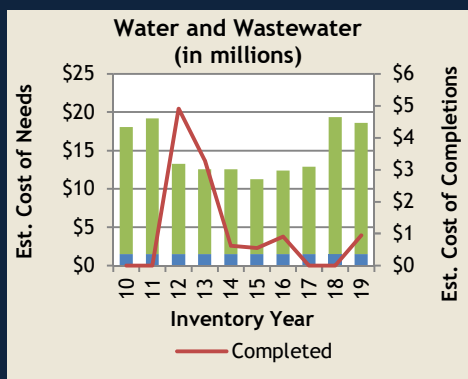 Water and Wastewater
(in millions)
Est. Cost of Needs
$25
$20
$15
$10
$5
$0
$6
$5
$4
$3
$2
$1
$0
Est. Cost of Completions
10 11 12 13 14 15 16 17 18 19
Inventory Year
Completed